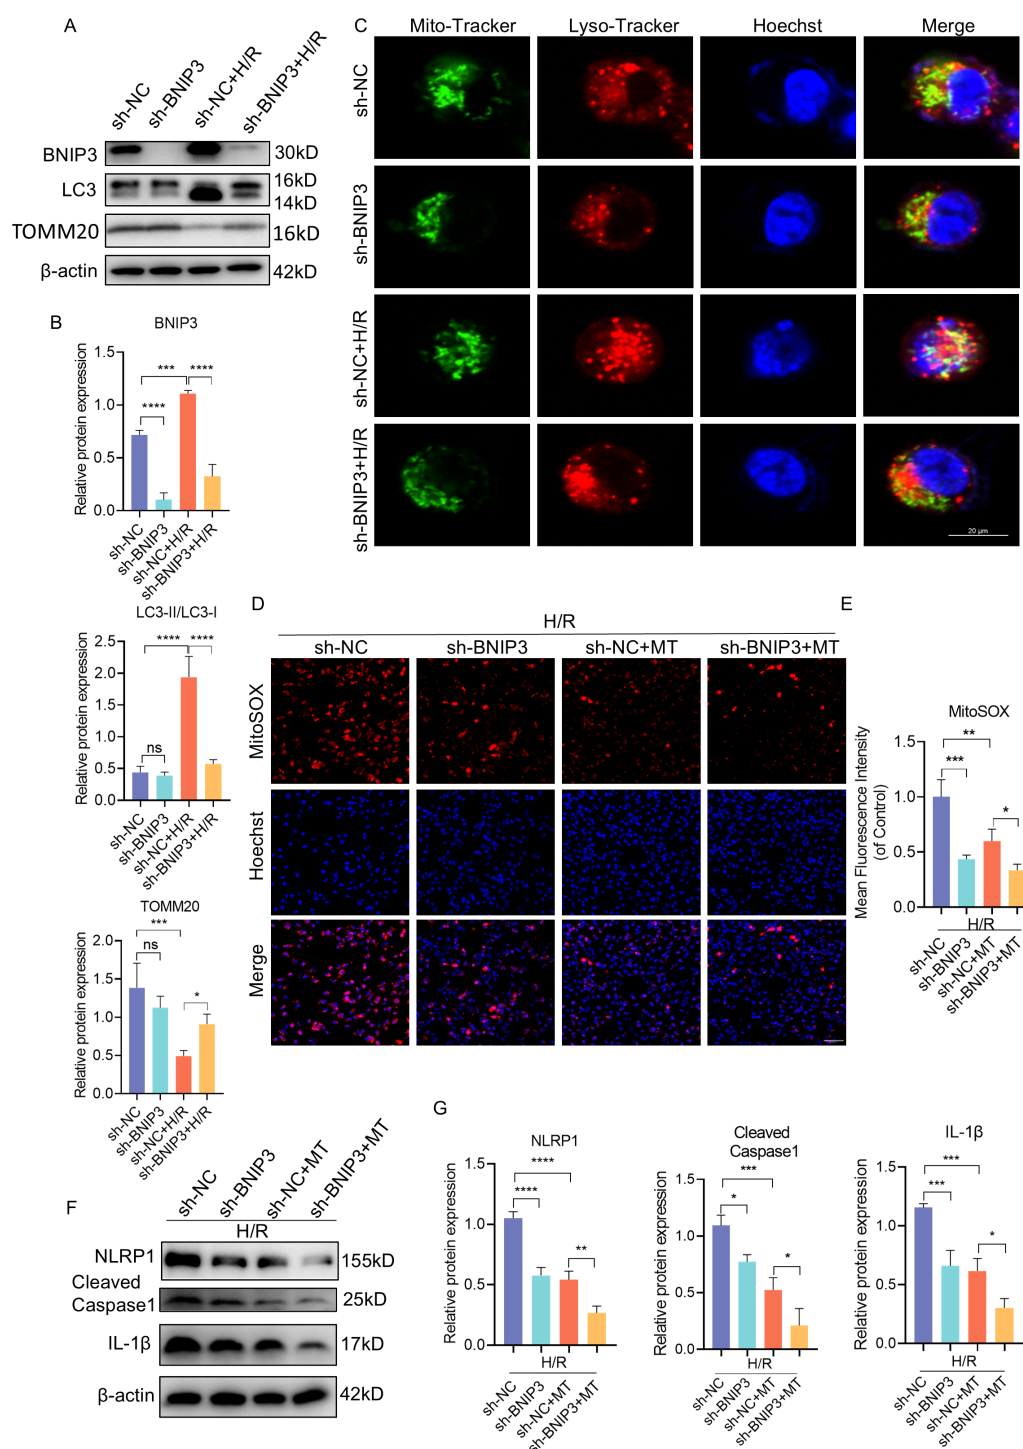 A
sh-NC
sh-BNIP3
sh-NC+H/R
sh-BNIP3+H/R
BNIP3
30kD
LC3
16kD
14kD
TOMM20
16kD
β-actin
42kD
B
BNIP3
Relative protein expression
1.5
1.0
0.5
0.0
****
***
****
sh-NC
sh-BNIP3
sh-NC+H/R
sh-BNIP3+H/R
LC3-II/LC3-I
Relative protein expression
2.5
2.0
1.5
1.0
0.5
0.0
ns
****
****
sh-NC
sh-BNIP3
sh-NC+H/R
sh-BNIP3+H/R
TOMM20
Relative protein expression
2.0
1.5
1.0
0.5
0.0
***
ns
*
sh-NC
sh-BNIP3
sh-NC+H/R
sh-BNIP3+H/R
C
Mito-Tracker Lyso-Tracker Hoechst Merge
sh-NC
sh-BNIP3
sh-NC+H/R
sh-BNIP3+H/R
20 μm
D
H/R
sh-NC sh-BNIP3 sh-NC+MT sh-BNIP3+MT
MitoSOX
Hoechst
Merge
E
MitoSOX
Mean Fluorescence Intensity
(of Control)
1.5
1.0
0.5
0.0
**
***
*
H/R
sh-NC
sh-BNIP3
sh-NC+MT
sh-BNIP3+MT
F
sh-NC
sh-BNIP3
sh-NC+MT
sh-BNIP3+MT
H/R
NLRP1
155kD
Cleaved
Caspase1
25kD
IL-1β
17kD
β-actin
42kD
G
NLRP1
Relative protein expression
1.5
1.0
0.5
0.0
****
****
**
H/R
sh-NC
sh-BNIP3
sh-NC+MT
sh-BNIP3+MT
Cleaved
Caspase1
Relative protein expression
1.5
1.0
0.5
0.0
***
*
*
H/R
sh-NC
sh-BNIP3
sh-NC+MT
sh-BNIP3+MT
IL-1β
Relative protein expression
1.5
1.0
0.5
0.0
***
***
*
H/R
sh-NC
sh-BNIP3
sh-NC+MT
sh-BNIP3+MT